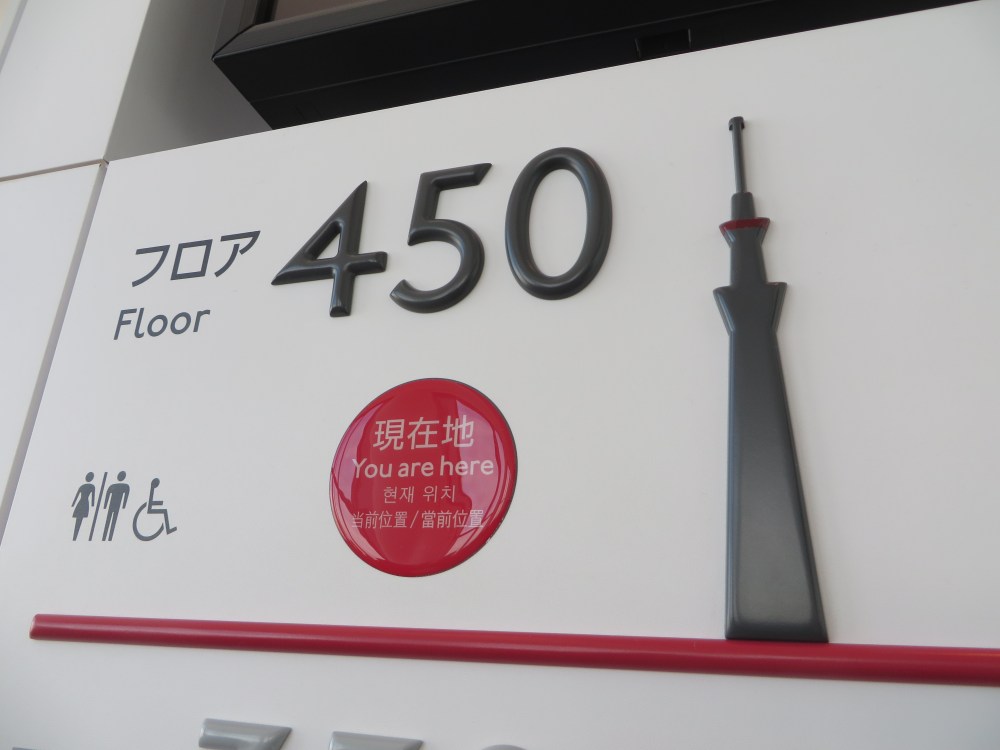 フロア 450
Floor
現在地
You are here
현재 위치
当前位置 / 當前位置